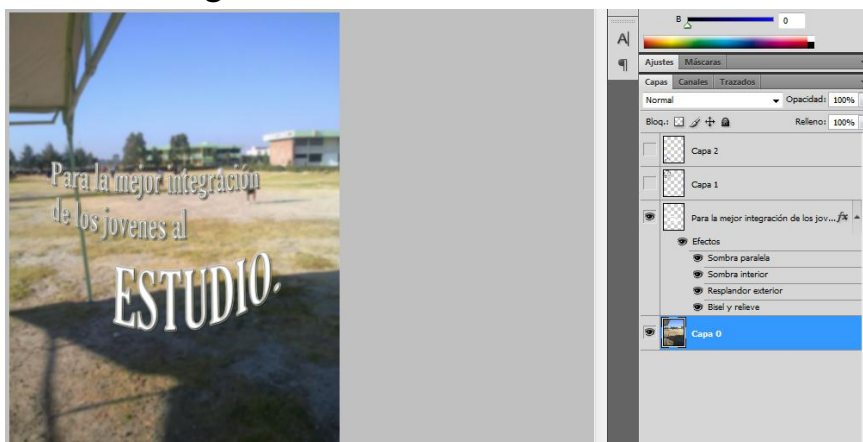 B 0
A
Ajustes Máscaras
Capas Canales Trazados
Normal Opacidad: 100%
Bloq.: Relleno: 100%
Capa 2
Capa 1
Para la mejor integración de los jov... fx
Efectos
Sombra paralela
Sombra interior
Resplandor exterior
Bisel y relieve
Capa 0
Para la mejor integración
de los jovenes al
ESTUDIO.